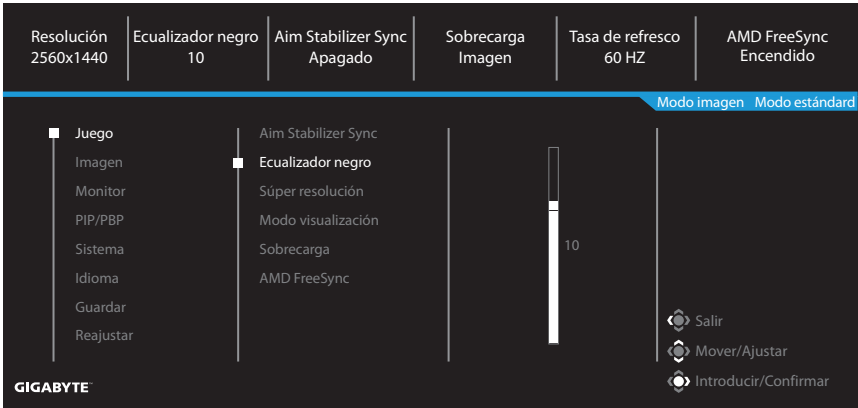 Resolución
2560x1440
Ecualizador negro
10
Aim Stabilizer Sync
Apagado
Sobrecarga
Imagen
Tasa de refresco
60 HZ
AMD FreeSync
Encendido
Modo imagen Modo estándard
Juego
Imagen
Monitor
PIP/PBP
Sistema
Idioma
Guardar
Reajustar
Aim Stabilizer Sync
Ecualizador negro
Súper resolución
Modo visualización
Sobrecarga
AMD FreeSync
10
Salir
Mover/Ajustar
Introducir/Confirmar
GIGABYTE™